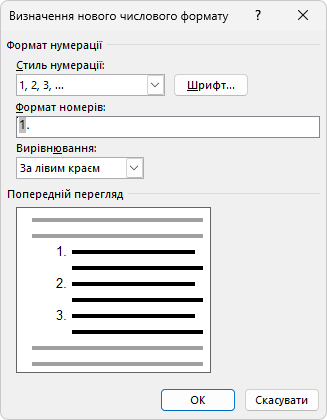 Визначення нового числового формату ? ×
Формат нумерації
Стиль нумерації:
1, 2, 3, ... Шрифт...
Формат номерів:
1.
Вирівнювання:
За лівим краєм
Попередній перегляд
1.
2.
3.
ОК Скасувати